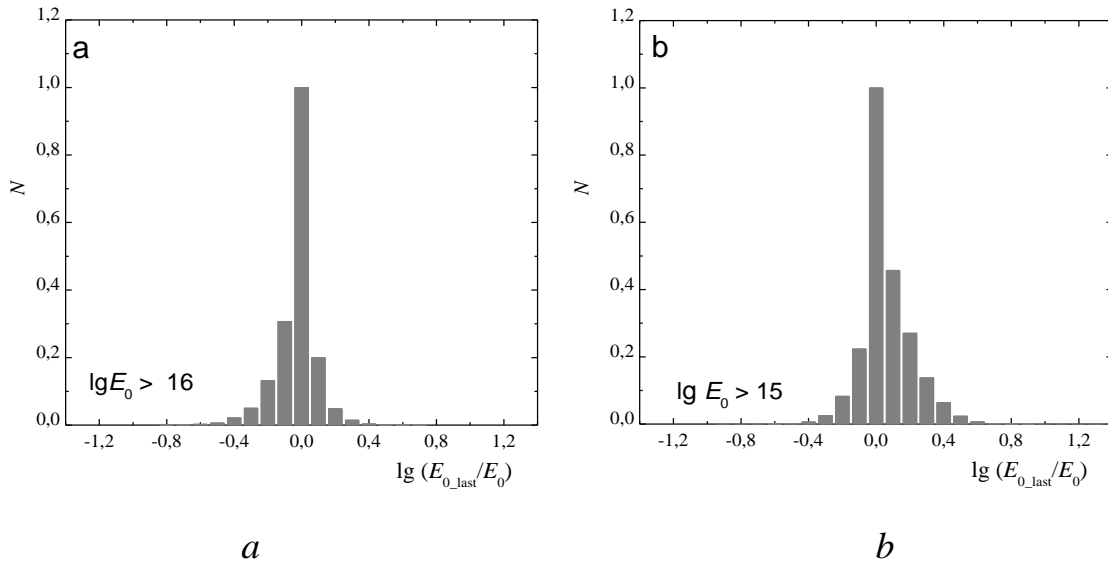 a
1,2
1,0
0,8
0,6
0,4
0,2
0,0
N
lgE₀ > 16
-1,2 -0,8 -0,4 0,0 0,4 0,8 1,2
lg (E₀_last/E₀)
a
b
1,2
1,0
0,8
0,6
0,4
0,2
0,0
N
lg E₀ > 15
-1,2 -0,8 -0,4 0,0 0,4 0,8 1,2
lg (E₀_last/E₀)
b